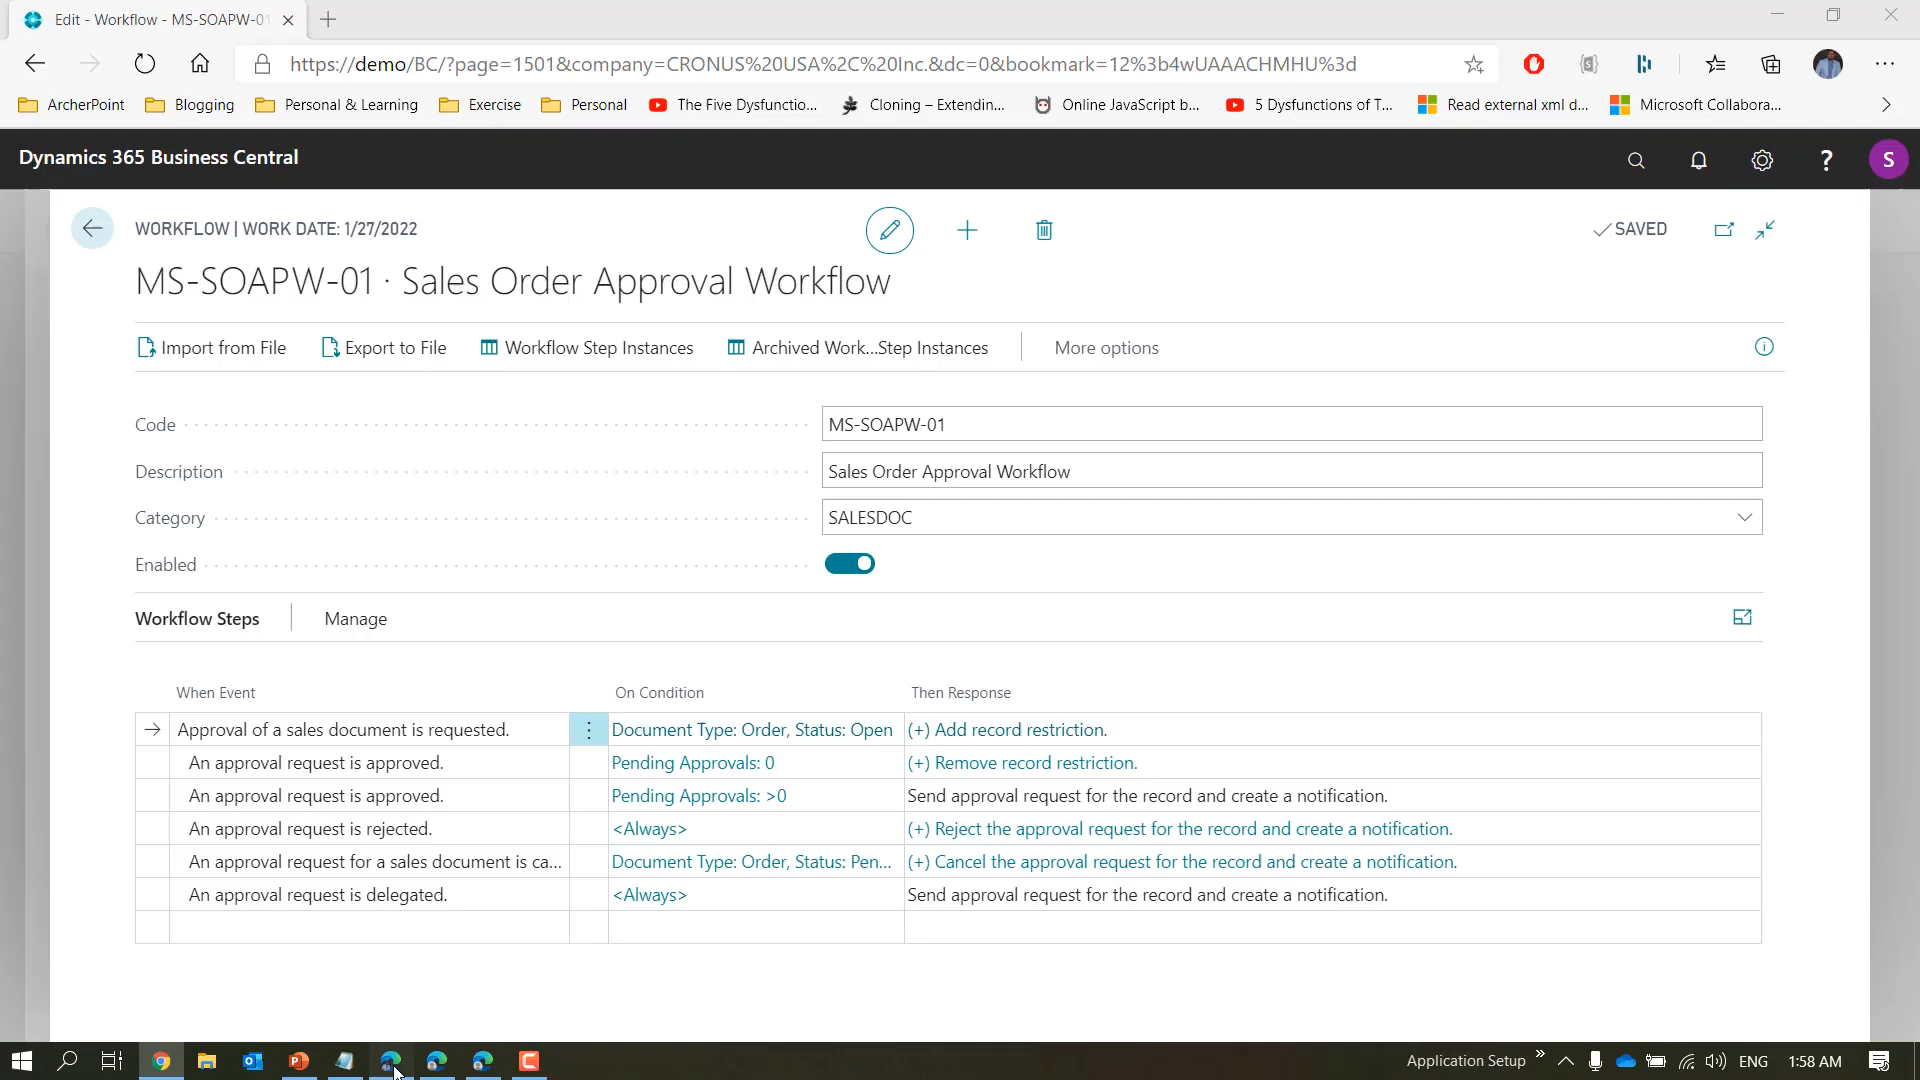 Edit - Workflow - MS-SOAPW-01
https://demo/BC/?page=1501&company=CRONUS%20USA%2C%20Inc.&dc=0&bookmark=12%3b4wUAAACHMHU%3d
ArcherPoint Blogging Personal & Learning Exercise Personal The Five Dysfunctio... Cloning – Extendin... Online JavaScript b... 5 Dysfunctions of T... Read external xml d... Microsoft Collabora...
Dynamics 365 Business Central ? S
WORKFLOW | WORK DATE: 1/27/2022 SAVED
MS-SOAPW-01 · Sales Order Approval Workflow
Import from File Export to File Workflow Step Instances Archived Work...Step Instances More options
Code MS-SOAPW-01
Description Sales Order Approval Workflow
Category SALESDOC
Enabled
Workflow Steps Manage
When Event On Condition Then Response
Approval of a sales document is requested. Document Type: Order, Status: Open (+) Add record restriction.
An approval request is approved. Pending Approvals: 0 (+) Remove record restriction.
An approval request is approved. Pending Approvals: >0 Send approval request for the record and create a notification.
An approval request is rejected. <Always> (+) Reject the approval request for the record and create a notification.
An approval request for a sales document is ca... Document Type: Order, Status: Pen... (+) Cancel the approval request for the record and create a notification.
An approval request is delegated. <Always> Send approval request for the record and create a notification.
Application Setup ENG 1:58 AM